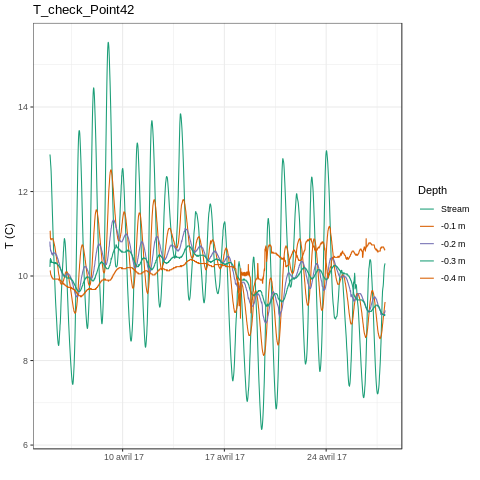 T_check_Point42
T (C)
14
12
10
8
6
10 avril 17
17 avril 17
24 avril 17
Depth
Stream
-0.1 m
-0.2 m
-0.3 m
-0.4 m